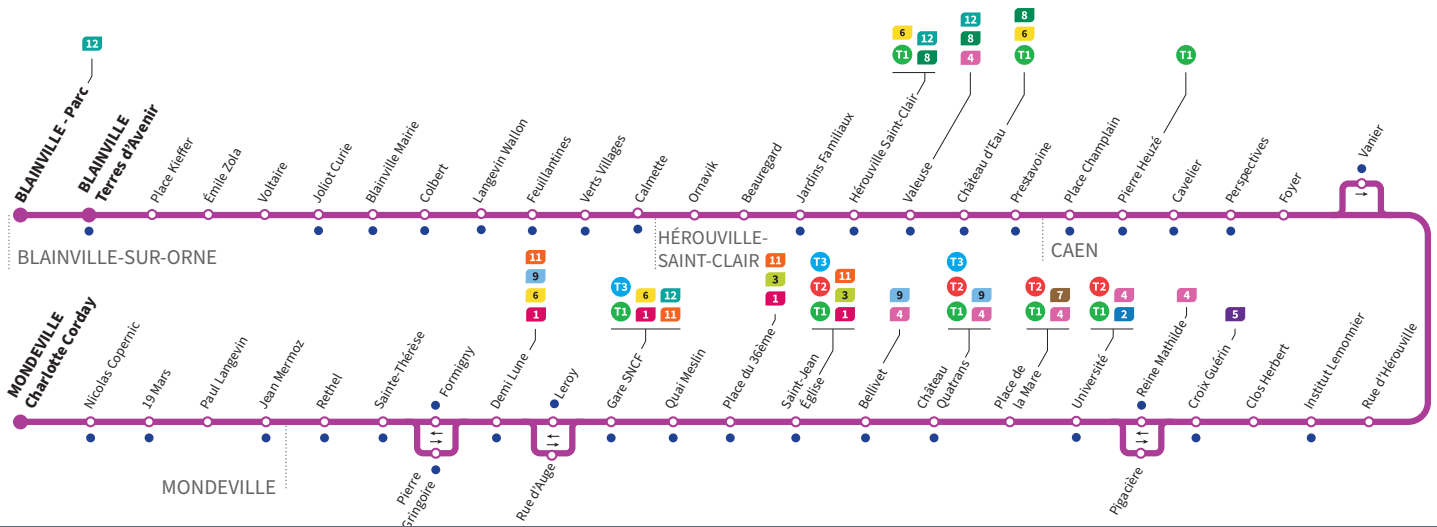 12
BLAINVILLE - Parc
BLAINVILLE
Terres d'Avenir
Place Kieffer
Émile Zola
Voltaire
Joliot Curie
Blainville Mairie
Colbert
Langevin Wallon
Feuillantines
Verts Villages
Calmette
Ornavik
Beauregard
Jardins Familiaux
6 12
T1 8
Hérouville Saint-Clair
12
8
4
Valeuse
8
6
T1
Château d'Eau
Prestavoine
Place Champlain
T1
Pierre Heuzé
Cavelier
Perspectives
Foyer
Vanier
→
BLAINVILLE-SUR-ORNE
HÉROUVILLE-
SAINT-CLAIR
CAEN
MONDEVILLE
Charlotte Corday
Nicolas Copernic
19 Mars
Paul Langevin
Jean Mermoz
Rethel
Sainte-Thérèse
Formigny
←
→
Pierre
Gringoire
11
9
6
1
Demi Lune
Leroy
←
→
Rue d'Auge
T3 6 12
T1 1 11
Gare SNCF
Quai Meslin
11
3
1
Place du 36ème
T3
T2 11
T1 3
1
Saint-Jean
Église
9
4
Bellivet
T3
T2 9
T1 4
Château
Quatrans
T2 7
T1 4
Place de
la Mare
T2 4
T1 2
Université
4
Reine Mathilde
←
→
Pigacière
5
Croix Guérin
Clos Herbert
Institut Lemonnier
Rue d'Hérouville
MONDEVILLE